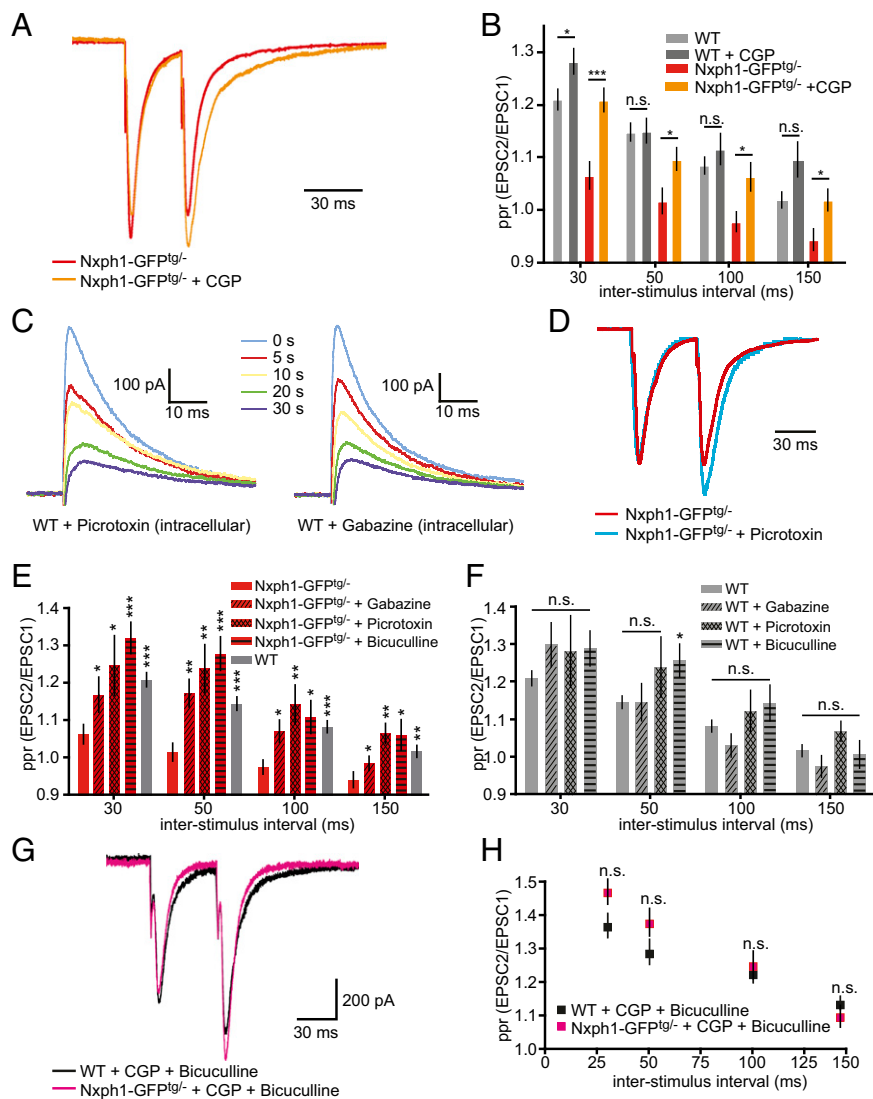 A
30 ms
Nxph1-GFPtg/-
Nxph1-GFPtg/- + CGP
B
WT
WT + CGP
Nxph1-GFPtg/-
Nxph1-GFPtg/- +CGP
ppr (EPSC2/EPSC1)
1.3
1.2
1.1
1.0
0.9
*
***
n.s.
*
n.s.
*
n.s.
*
30 50 100 150
inter-stimulus interval (ms)
C
0 s
5 s
10 s
20 s
30 s
100 pA
10 ms
100 pA
10 ms
WT + Picrotoxin (intracellular)
WT + Gabazine (intracellular)
D
30 ms
Nxph1-GFPtg/-
Nxph1-GFPtg/- + Picrotoxin
E
Nxph1-GFPtg/-
Nxph1-GFPtg/- + Gabazine
Nxph1-GFPtg/- + Picrotoxin
Nxph1-GFPtg/- + Bicuculline
WT
ppr (EPSC2/EPSC1)
1.4
1.3
1.2
1.1
1.0
0.9
* * *** ***
** ** *** ***
* ** * ***
* ** * **
30 50 100 150
inter-stimulus interval (ms)
F
WT
WT + Gabazine
WT + Picrotoxin
WT + Bicuculline
ppr (EPSC2/EPSC1)
1.4
1.3
1.2
1.1
1.0
0.9
n.s.
n.s.
*
n.s.
n.s.
30 50 100 150
inter-stimulus interval (ms)
G
200 pA
30 ms
WT + CGP + Bicuculline
Nxph1-GFPtg/- + CGP + Bicuculline
H
ppr (EPSC2/EPSC1)
1.5
1.4
1.3
1.2
1.1
1.0
n.s.
n.s.
n.s.
n.s.
WT + CGP + Bicuculline
Nxph1-GFPtg/- + CGP + Bicuculline
0 25 50 75 100 125 150
inter-stimulus interval (ms)